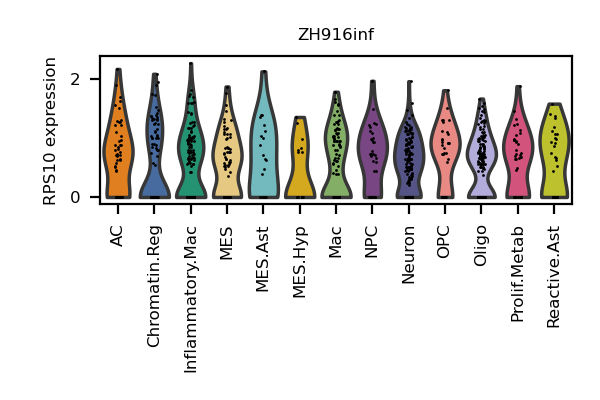 ZH916inf
RPS10 expression
2
0
AC
Chromatin.Reg
Inflammatory.Mac
MES
MES.Ast
MES.Hyp
Mac
NPC
Neuron
OPC
Oligo
Prolif.Metab
Reactive.Ast